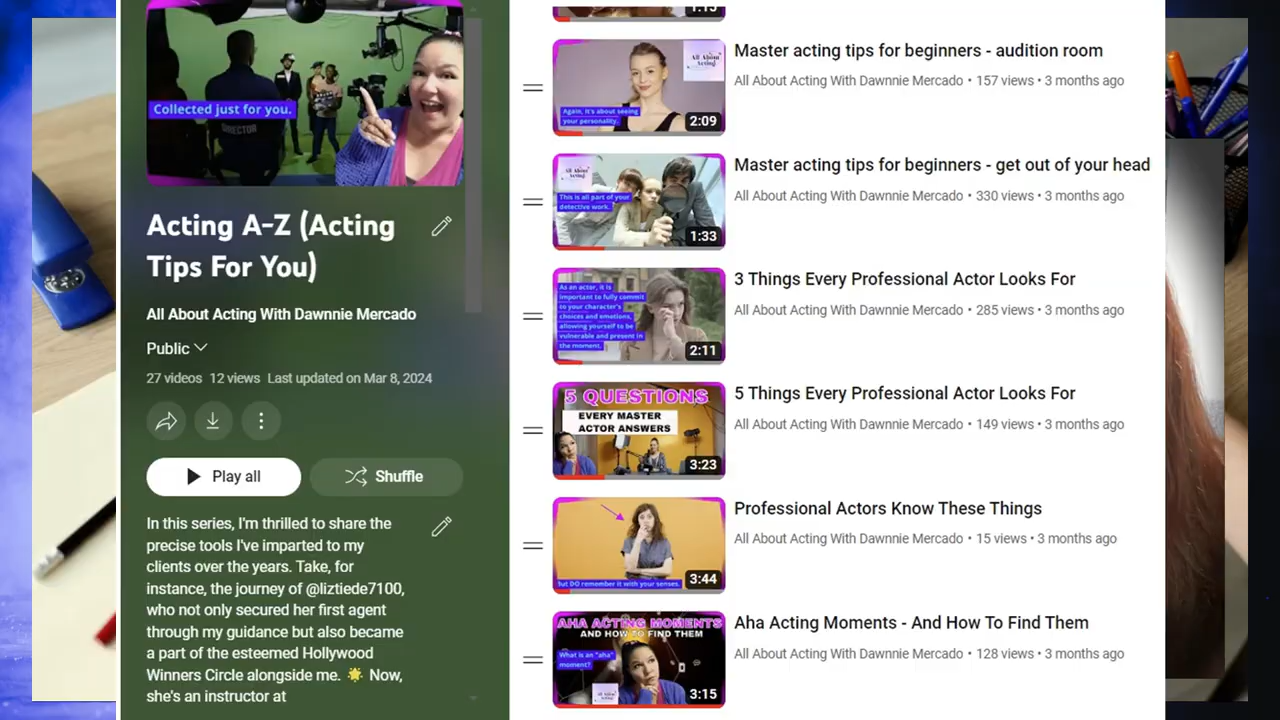 Collected just for you.
DIRECTOR
Acting A-Z (Acting
Tips For You)
All About Acting With Dawnnie Mercado
Public
27 videos 12 views Last updated on Mar 8, 2024
Play all
Shuffle
In this series, I'm thrilled to share the
precise tools I've imparted to my
clients over the years. Take, for
instance, the journey of @liztiede7100,
who not only secured her first agent
through my guidance but also became
a part of the esteemed Hollywood
Winners Circle alongside me. 🌟 Now,
she's an instructor at
1:15
All About
Acting
Again, it's about seeing
your personality.
2:09
Master acting tips for beginners - audition room
All About Acting With Dawnnie Mercado • 157 views • 3 months ago
All About
Acting
This is all part of your
detective work.
1:33
Master acting tips for beginners - get out of your head
All About Acting With Dawnnie Mercado • 330 views • 3 months ago
As an actor, it is
important to fully commit
to your character's
choices and emotions,
allowing yourself to be
vulnerable and present in
the moment.
2:11
3 Things Every Professional Actor Looks For
All About Acting With Dawnnie Mercado • 285 views • 3 months ago
5 QUESTIONS
EVERY MASTER
ACTOR ANSWERS
3:23
5 Things Every Professional Actor Looks For
All About Acting With Dawnnie Mercado • 149 views • 3 months ago
But DO remember it with your senses.
3:44
Professional Actors Know These Things
All About Acting With Dawnnie Mercado • 15 views • 3 months ago
AHA ACTING MOMENTS
AND HOW TO FIND THEM
What is an "aha"
moment?
3:15
Aha Acting Moments - And How To Find Them
All About Acting With Dawnnie Mercado • 128 views • 3 months ago